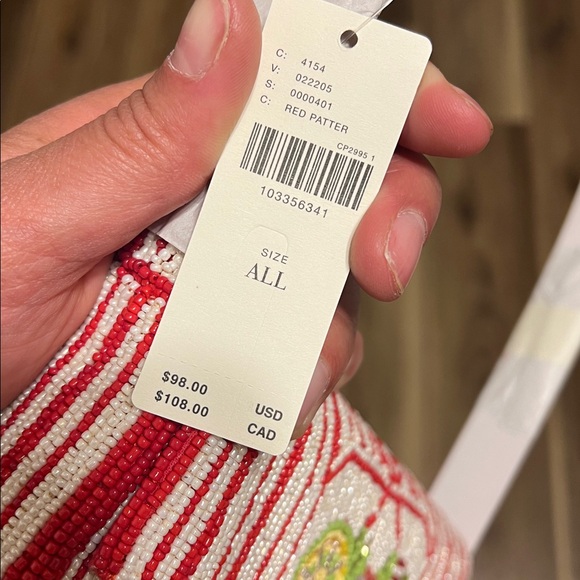 C: 4154
V: 022205
S: 0000401
C: RED PATTER
CP2995 1
103356341
SIZE
ALL
$98.00 USD
$108.00 CAD